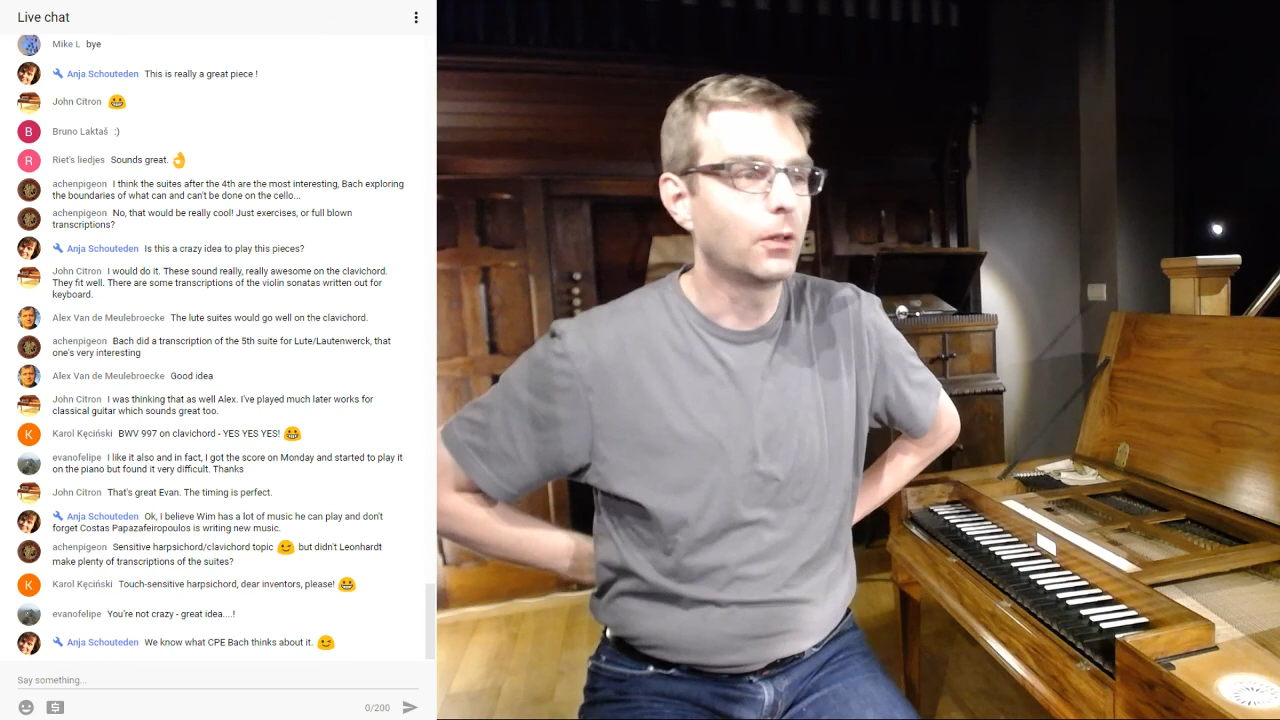 Live chat
Mike L bye
Anja Schouteden This is really a great piece !
John Citron 😀
B Bruno Laktaš :)
R Riet's liedjes Sounds great. 👌
achenpigeon I think the suites after the 4th are the most interesting, Bach exploring
the boundaries of what can and can't be done on the cello...
achenpigeon No, that would be really cool! Just exercises, or full blown
transcriptions?
Anja Schouteden Is this a crazy idea to play this pieces?
John Citron I would do it. These sound really, really awesome on the clavichord.
They fit well. There are some transcriptions of the violin sonatas written out for
keyboard.
Alex Van de Meulebroecke The lute suites would go well on the clavichord.
achenpigeon Bach did a transcription of the 5th suite for Lute/Lautenwerck, that
one's very interesting
Alex Van de Meulebroecke Good idea
John Citron I was thinking that as well Alex. I've played much later works for
classical guitar which sounds great too.
K Karol Kęciński BWV 997 on clavichord - YES YES YES! 😀
evanofelipe I like it also and in fact, I got the score on Monday and started to play it
on the piano but found it very difficult. Thanks
John Citron That's great Evan. The timing is perfect.
Anja Schouteden Ok, I believe Wim has a lot of music he can play and don't
forget Costas Papazafeiropoulos is writing new music.
achenpigeon Sensitive harpsichord/clavichord topic 😉 but didn't Leonhardt
make plenty of transcriptions of the suites?
K Karol Kęciński Touch-sensitive harpsichord, dear inventors, please! 😀
evanofelipe You're not crazy - great idea....!
Anja Schouteden We know what CPE Bach thinks about it. 😉
Say something...
0/200